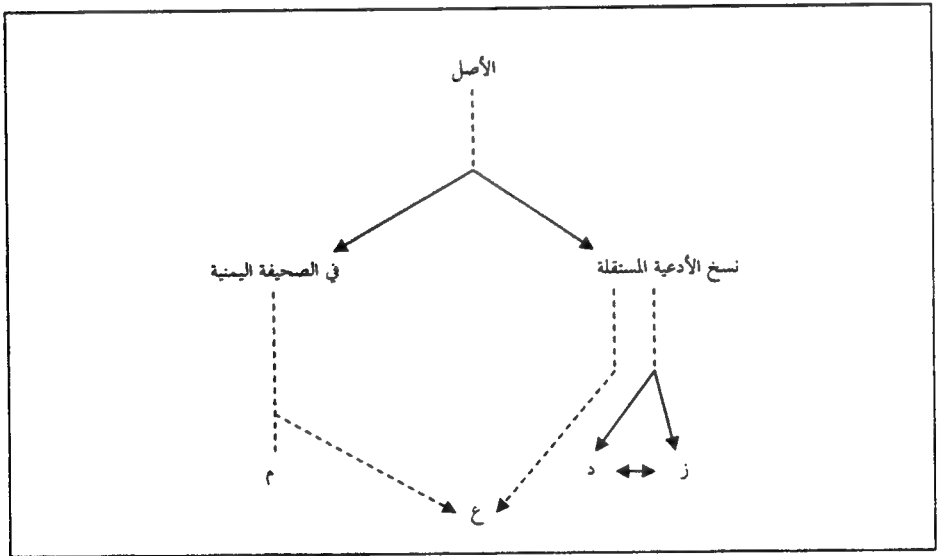 الأصل
نسخ الأدعية المستقلة
في الصحيفة اليمنية
ز
د
م
ع